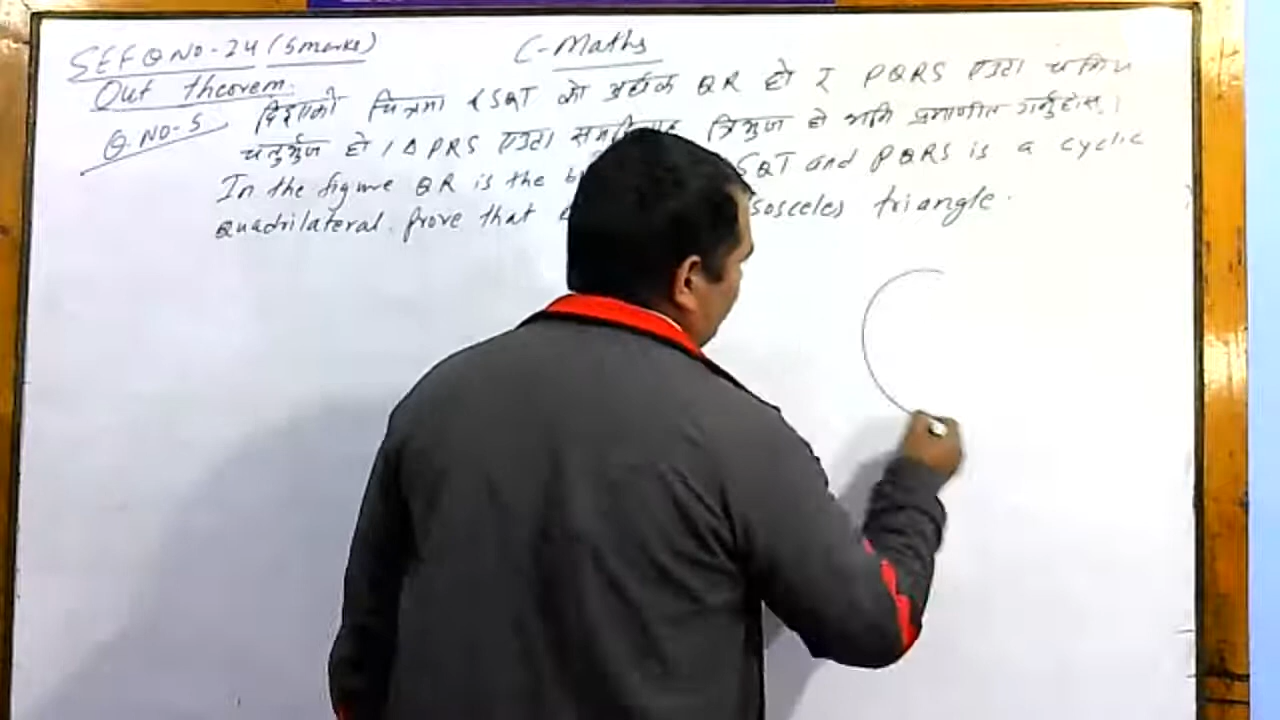 SEE Q NO-24 (5 marks)
C-Maths
Out theorem.
Q.NO-5
दिइएको चित्रमा ∠SQT को अर्धक QR हो र PQRS एउटा चक्रिय
चतुर्भुज हो । Δ PRS एउटा त्रिभुज हो भनि प्रमाणीत गर्नुहोस् ।
In the figure QR is the SQT and PQRS is a cyclic
quadrilateral. prove that triangle.